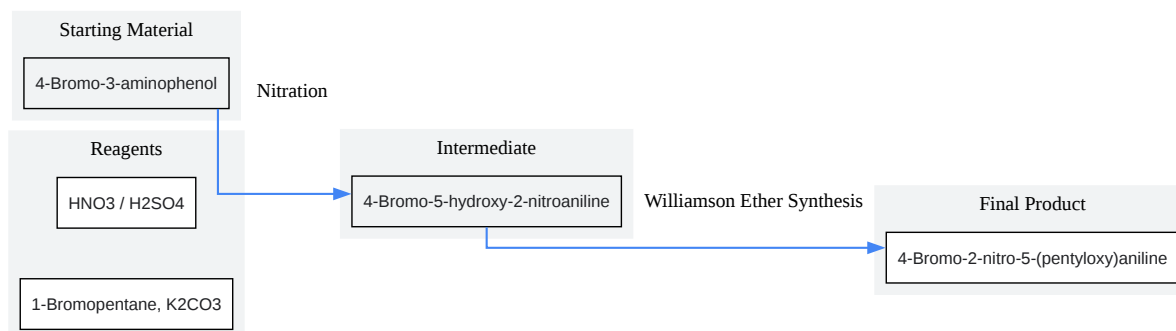 Starting Material
4-Bromo-3-aminophenol
Nitration
Reagents
HNO3 / H2SO4
1-Bromopentane, K2CO3
Intermediate
4-Bromo-5-hydroxy-2-nitroaniline
Williamson Ether Synthesis
Final Product
4-Bromo-2-nitro-5-(pentyloxy)aniline